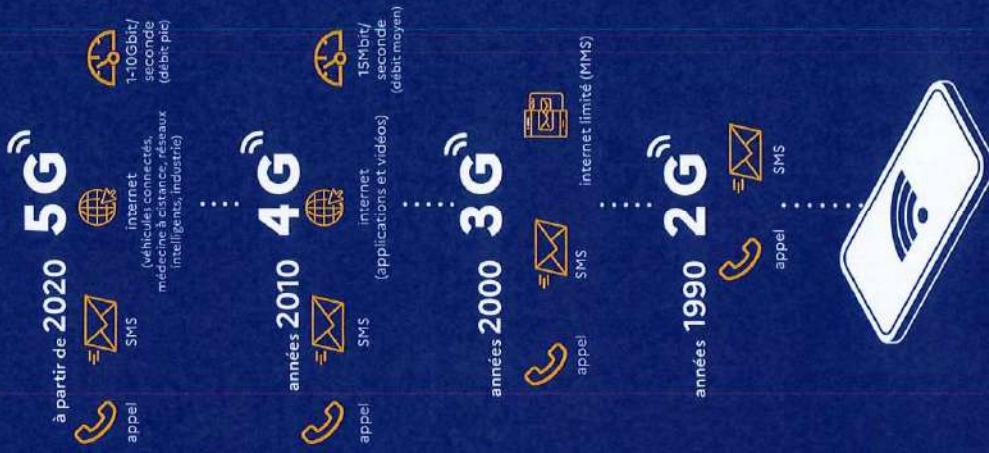 à partir de 2020 5G
appel
SMS
internet
(véhicules connectés,
médecine à distance, réseaux
intelligents, industrie)
1-10Gbit/
seconde
(débit pic)
années 2010 4G
appel
SMS
internet
(applications et vidéos)
15Mbit/
seconde
(débit moyen)
années 2000 3G
appel
SMS
internet limité (MMS)
années 1990 2G
appel
SMS